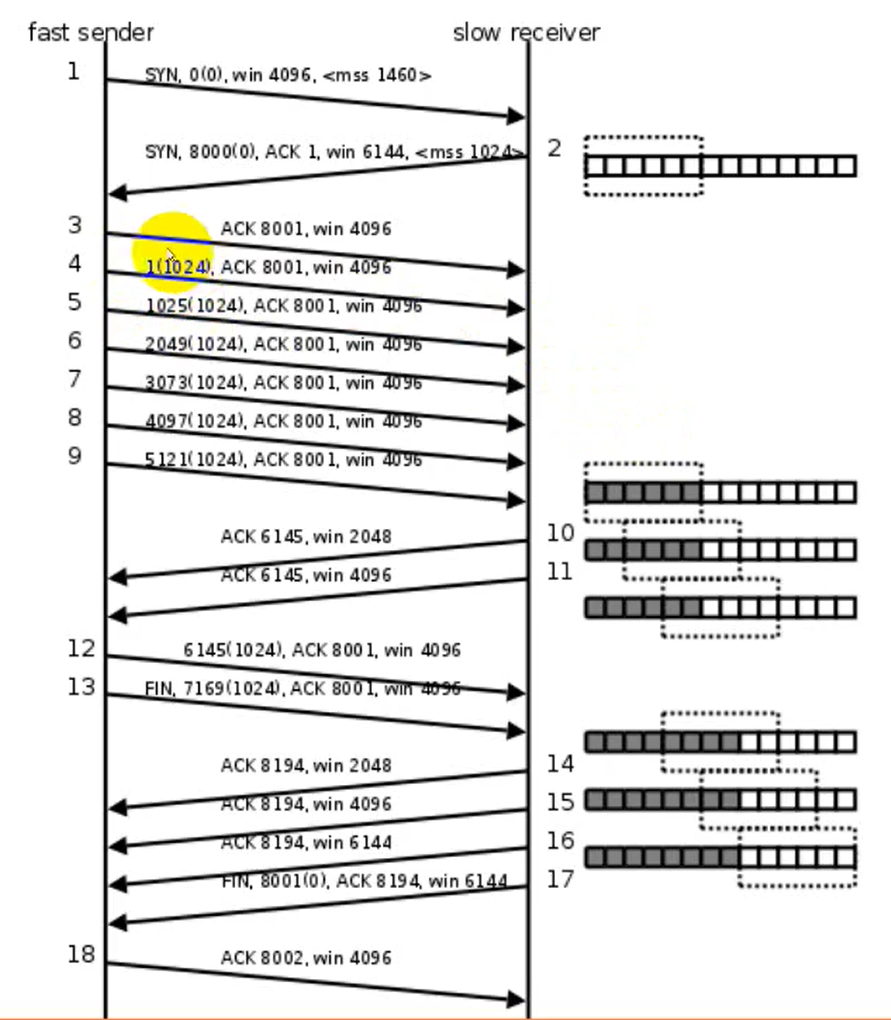 fast sender
slow receiver
1
SYN, 0(0), win 4096, <mss 1460>
SYN, 8000(0), ACK 1, win 6144, <mss 1024>
2
3
ACK 8001, win 4096
4
1(1024), ACK 8001, win 4096
5
1025(1024), ACK 8001, win 4096
6
2049(1024), ACK 8001, win 4096
7
3073(1024), ACK 8001, win 4096
8
4097(1024), ACK 8001, win 4096
9
5121(1024), ACK 8001, win 4096
ACK 6145, win 2048
10
ACK 6145, win 4096
11
12
6145(1024), ACK 8001, win 4096
13
FIN, 7169(1024), ACK 8001, win 4096
ACK 8194, win 2048
14
ACK 8194, win 4096
15
ACK 8194, win 6144
16
FIN, 8001(0), ACK 8194, win 6144
17
18
ACK 8002, win 4096